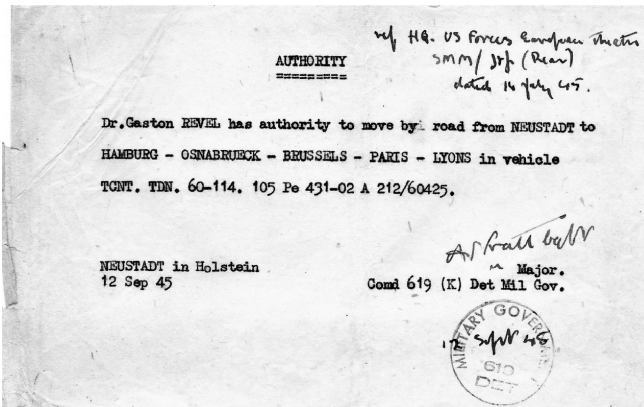 ref HQ. US Forces European Theatre
SMM/ (Rear)
dated 14 July 45.
AUTHORITY
=========
Dr.Gaston REVEL has authority to move by road from NEUSTADT to
HAMBURG - OSNABRUECK - BRUSSELS - PARIS - LYONS in vehicle
TCNT. TDN. 60-114. 105 Pe 431-02 A 212/60425.
NEUSTADT in Holstein
12 Sep 45
Major.
Comd 619 (K) Det Mil Gov.
MILITARY GOVERNMENT
12 Sept 45
619
DET